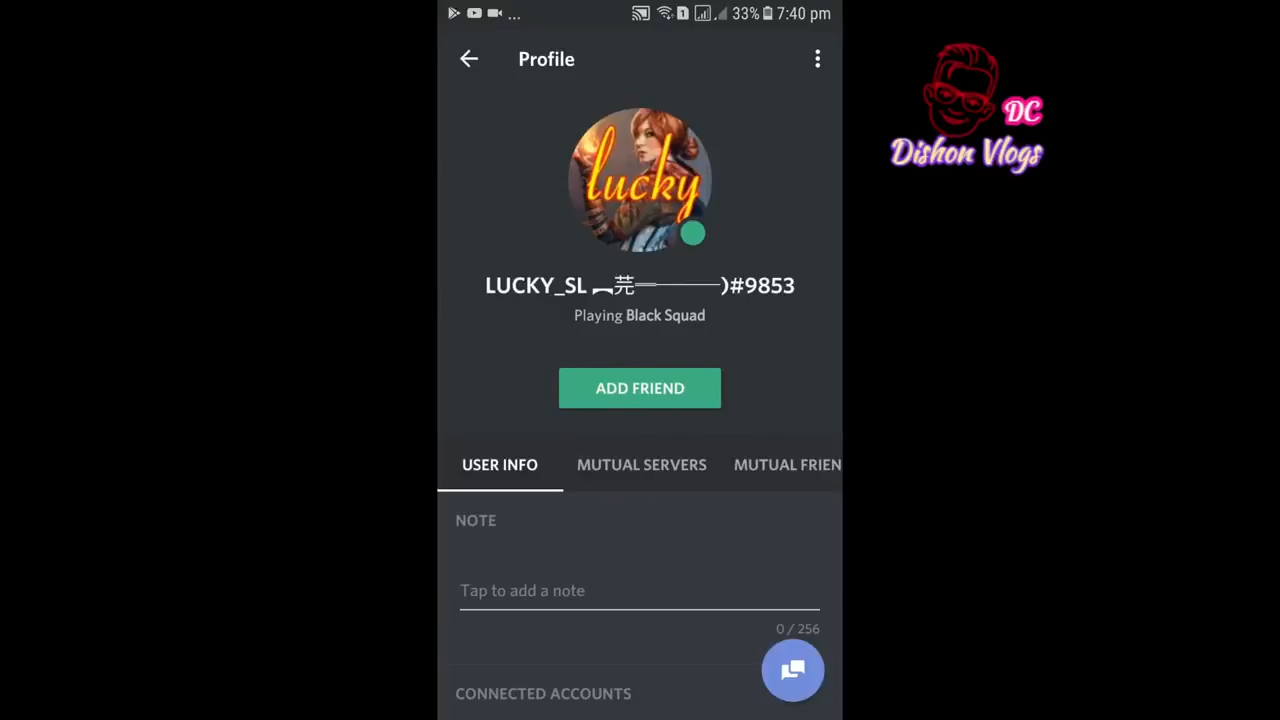 ... 1 33% 7:40 pm
Profile
DC
Dishon Vlogs
lucky
LUCKY_SL ︻芫═─────)#9853
Playing Black Squad
ADD FRIEND
USER INFO MUTUAL SERVERS MUTUAL FRIEN
NOTE
Tap to add a note
0 / 256
CONNECTED ACCOUNTS